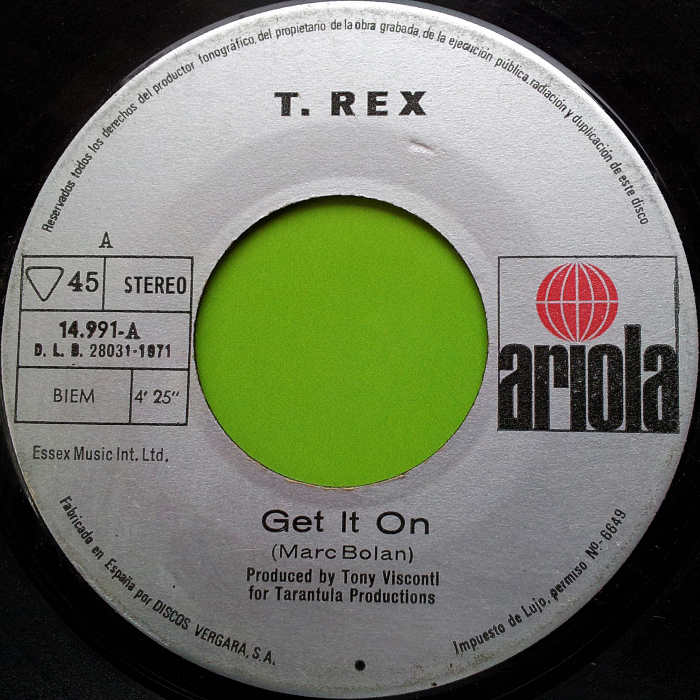 Reservados todos los derechos del productor fonográfico, del propietario de la obra grabada, de la ejecución pública, radiación y duplicación de este disco
T. REX
A
45 STEREO
14.991-A
D. L. B. 28031-1971
BIEM 4' 25"
Essex Music Int. Ltd.
ariola
Get It On
(Marc Bolan)
Produced by Tony Visconti
for Tarantula Productions
Fabricado en España por DISCOS VERGARA, S.A.
Impuesto de Lujo, permiso Nº 6649